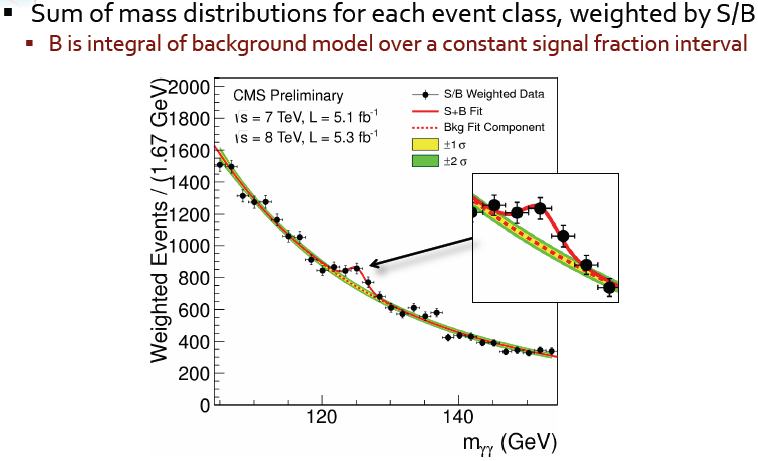 Sum of mass distributions for each event class, weighted by S/B
B is integral of background model over a constant signal fraction interval
Weighted Events / (1.67 GeV)
2000
1800
1600
1400
1200
1000
800
600
400
200
0
CMS Preliminary
√s = 7 TeV, L = 5.1 fb⁻¹
√s = 8 TeV, L = 5.3 fb⁻¹
S/B Weighted Data
S+B Fit
Bkg Fit Component
±1 σ
±2 σ
120
140
mγγ (GeV)